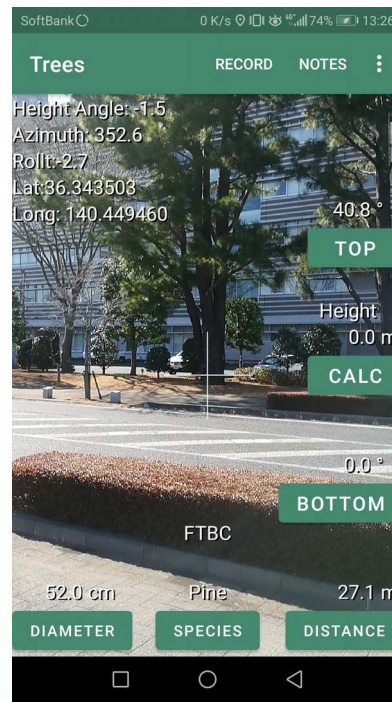 SoftBank 0 K/s 4G 74% 13:26
Trees RECORD NOTES
Height Angle: -1.5
Azimuth: 352.6
Rollt:-2.7
Lat:36.343503
Long: 140.449460
40.8 °
TOP
Height
0.0 m
CALC
0.0 °
BOTTOM
FTBC
52.0 cm Pine 27.1 m
DIAMETER SPECIES DISTANCE